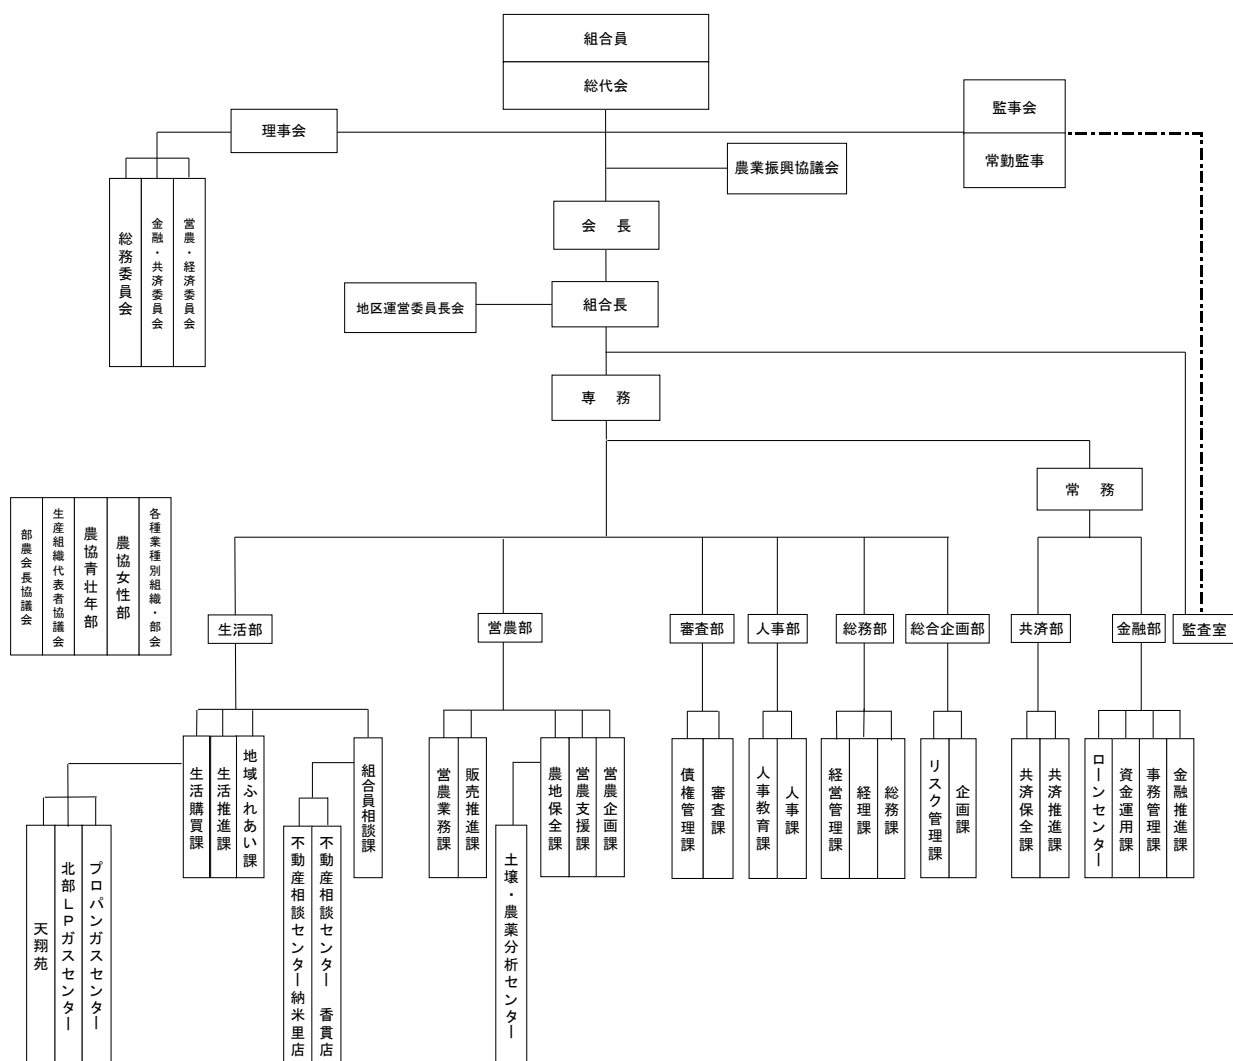 組合員
総代会
理事会
監事会
常勤監事
農業振興協議会
総務委員会
金融・共済委員会
営農・経済委員会
会　長
地区運営委員長会
組合長
専　務
常　務
部農会長協議会
生産組織代表者協議会
農協青壮年部
農協女性部
各種業種別組織・部会
生活部
営農部
審査部
人事部
総務部
総合企画部
共済部
金融部
監査室
生活購買課
生活推進課
地域ふれあい課
組合員相談課
営農業務課
販売推進課
農地保全課
営農支援課
営農企画課
債権管理課
審査課
人事教育課
人事課
経営管理課
経理課
総務課
リスク管理課
企画課
共済保全課
共済推進課
ローンセンター
資金運用課
事務管理課
金融推進課
天翔苑
北部ＬＰガスセンター
プロパンガスセンター
不動産相談センター納米里店
不動産相談センター　香貫店
土壌・農薬分析センター